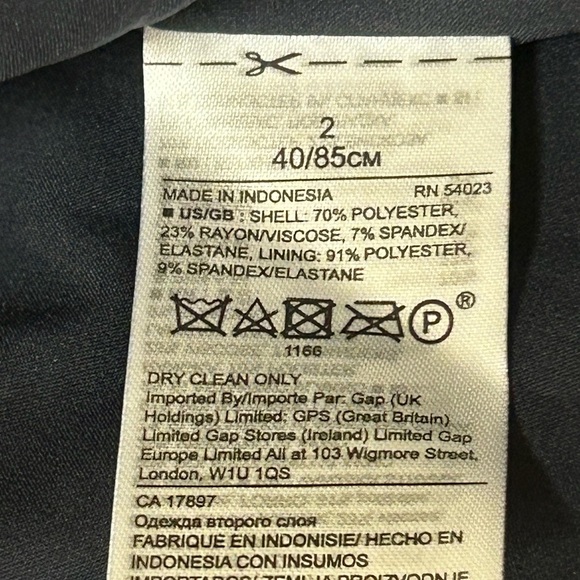 2
40/85CM
MADE IN INDONESIA RN 54023
■ US/GB : SHELL: 70% POLYESTER,
23% RAYON/VISCOSE, 7% SPANDEX/
ELASTANE, LINING: 91% POLYESTER,
9% SPANDEX/ELASTANE
P ®
1166
DRY CLEAN ONLY
Imported By/Importe Par: Gap (UK
Holdings) Limited: GPS (Great Britain)
Limited Gap Stores (Ireland) Limited Gap
Europe Limited All at 103 Wigmore Street,
London, W1U 1QS
CA 17897
Одежда второго слоя
FABRIQUE EN INDONISIE/ HECHO EN
INDONESIA CON INSUMOS
IMPORTADOS/ ZEMLJA PROIZVODNJE